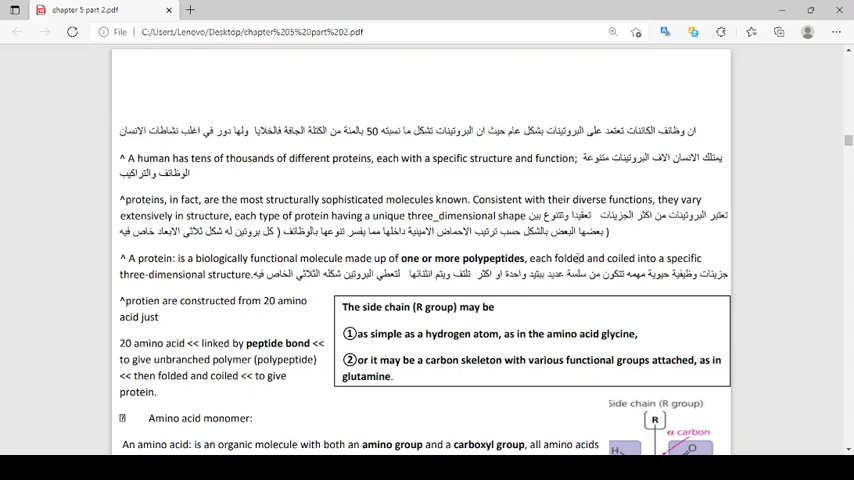 chapter 5 part 2.pdf
File C:/Users/Lenovo/Desktop/chapter%205%20part%202.pdf
ان وظائف الكائنات تعتمد على البروتينات بشكل عام حيث ان البروتينات تشكل ما نسبته 50 بالمئة من الكتلة الجافة فالخلايا ولها دور في اغلب نشاطات الانسان
^ A human has tens of thousands of different proteins, each with a specific structure and function; يمتلك الانسان الاف البروتينات متنوعة
الوظائف والتراكيب
^proteins, in fact, are the most structurally sophisticated molecules known. Consistent with their diverse functions, they vary
extensively in structure, each type of protein having a unique three_dimensional shape تعتبر البروتينات من اكثر الجزيئات تعقيدا وتتنوع بين
بعضها البعض بالشكل حسب ترتيب الاحماض الامينية داخلها مما يفسر تنوعها بالوظائف ( كل بروتين له شكل ثلاثي الابعاد خاص فيه )
^ A protein: is a biologically functional molecule made up of one or more polypeptides, each folded and coiled into a specific
three-dimensional structure. جزيئات وظيفية حيوية مهمه تتكون من سلسة عديد ببتيد واحدة او اكثر تلتف ويتم انثنائها لتعطي البروتين شكله الثلاثي الخاص فيه
^protien are constructed from 20 amino
acid just
20 amino acid << linked by peptide bond <<
to give unbranched polymer (polypeptide)
<< then folded and coiled << to give
protein.
The side chain (R group) may be
①as simple as a hydrogen atom, as in the amino acid glycine,
②or it may be a carbon skeleton with various functional groups attached, as in
glutamine.
Amino acid monomer:
An amino acid: is an organic molecule with both an amino group and a carboxyl group, all amino acids
Side chain (R group)
R
α carbon
H
O